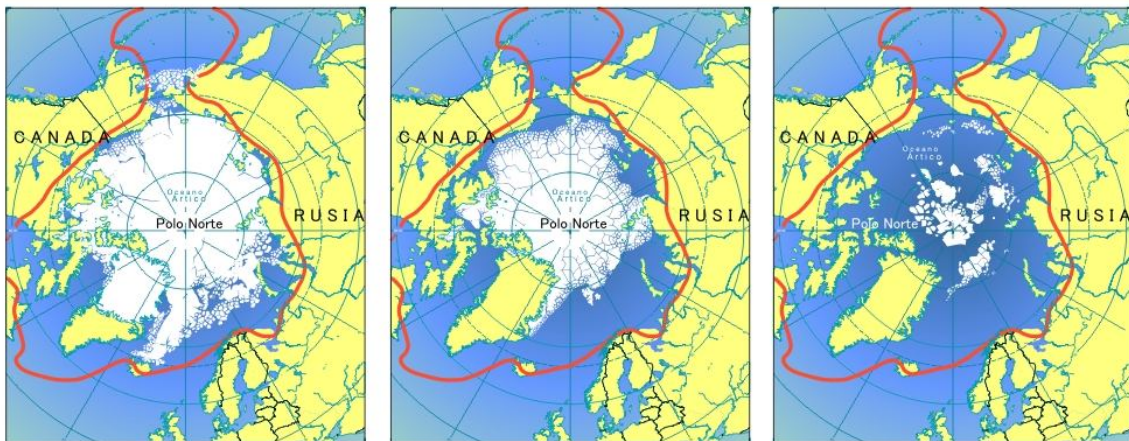 CANADA
Oceano
Artico
Polo Norte
RUSIA
CANADA
Oceano
Artico
Polo Norte
RUSIA
CANADA
Oceano
Artico
Polo Norte
RUSIA